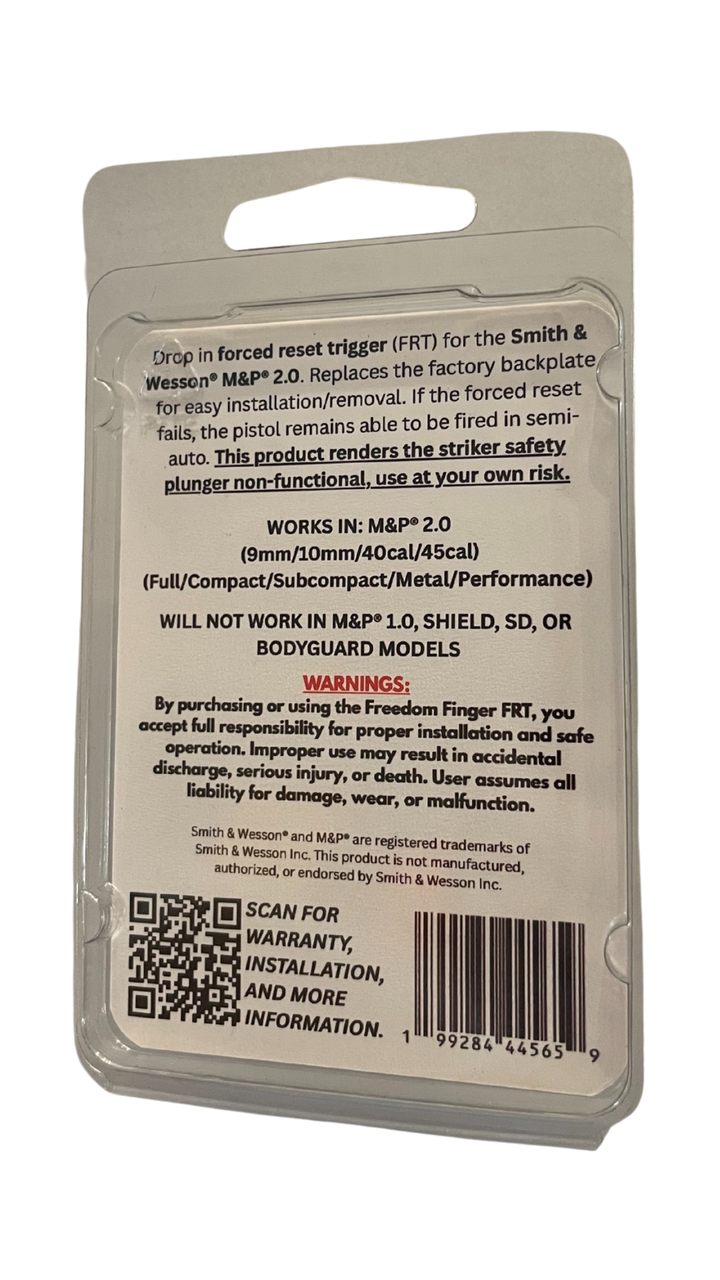 Drop in forced reset trigger (FRT) for the Smith &
Wesson® M&P® 2.0. Replaces the factory backplate
for easy installation/removal. If the forced reset
fails, the pistol remains able to be fired in semi-
auto. This product renders the striker safety
plunger non-functional, use at your own risk.
WORKS IN: M&P® 2.0
(9mm/10mm/40cal/45cal)
(Full/Compact/Subcompact/Metal/Performance)
WILL NOT WORK IN M&P® 1.0, SHIELD, SD, OR
BODYGUARD MODELS
WARNINGS:
By purchasing or using the Freedom Finger FRT, you
accept full responsibility for proper installation and safe
operation. Improper use may result in accidental
discharge, serious injury, or death. User assumes all
liability for damage, wear, or malfunction.
Smith & Wesson® and M&P® are registered trademarks of
Smith & Wesson Inc. This product is not manufactured,
authorized, or endorsed by Smith & Wesson Inc.
SCAN FOR
WARRANTY,
INSTALLATION,
AND MORE
INFORMATION.
1 99284 44565 9